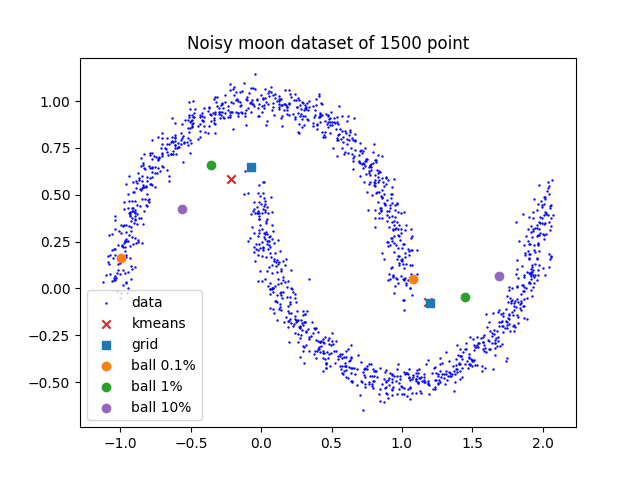 Noisy moon dataset of 1500 point
1.00
0.75
0.50
0.25
0.00
−0.25
−0.50
data
kmeans
grid
ball 0.1%
ball 1%
ball 10%
−1.0 −0.5 0.0 0.5 1.0 1.5 2.0